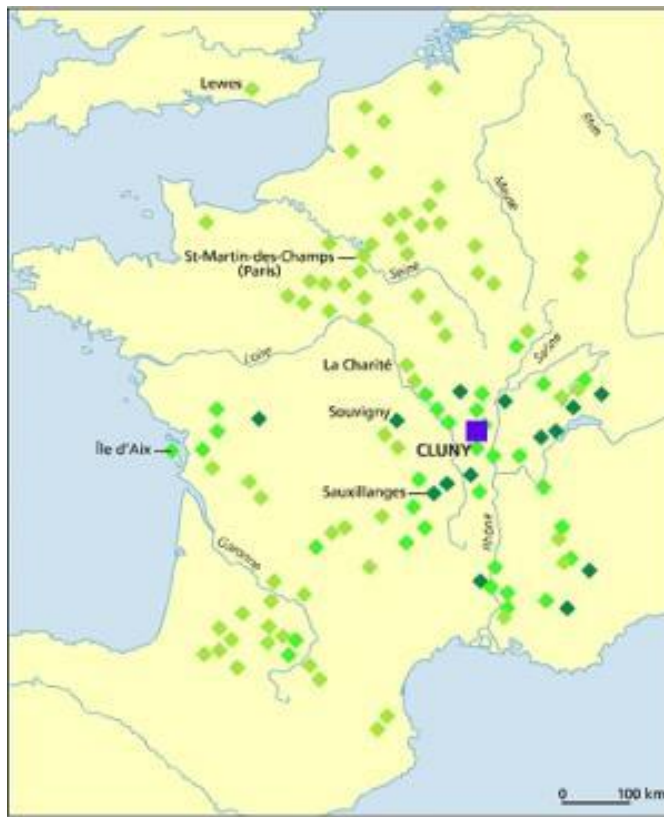 Lewes
Rhin
Meuse
St-Martin-des-Champs
(Paris)
Seine
Loire
Saône
La Charité
Souvigny
CLUNY
Île d'Aix
Sauxillanges
Rhône
Garonne
0 100 km